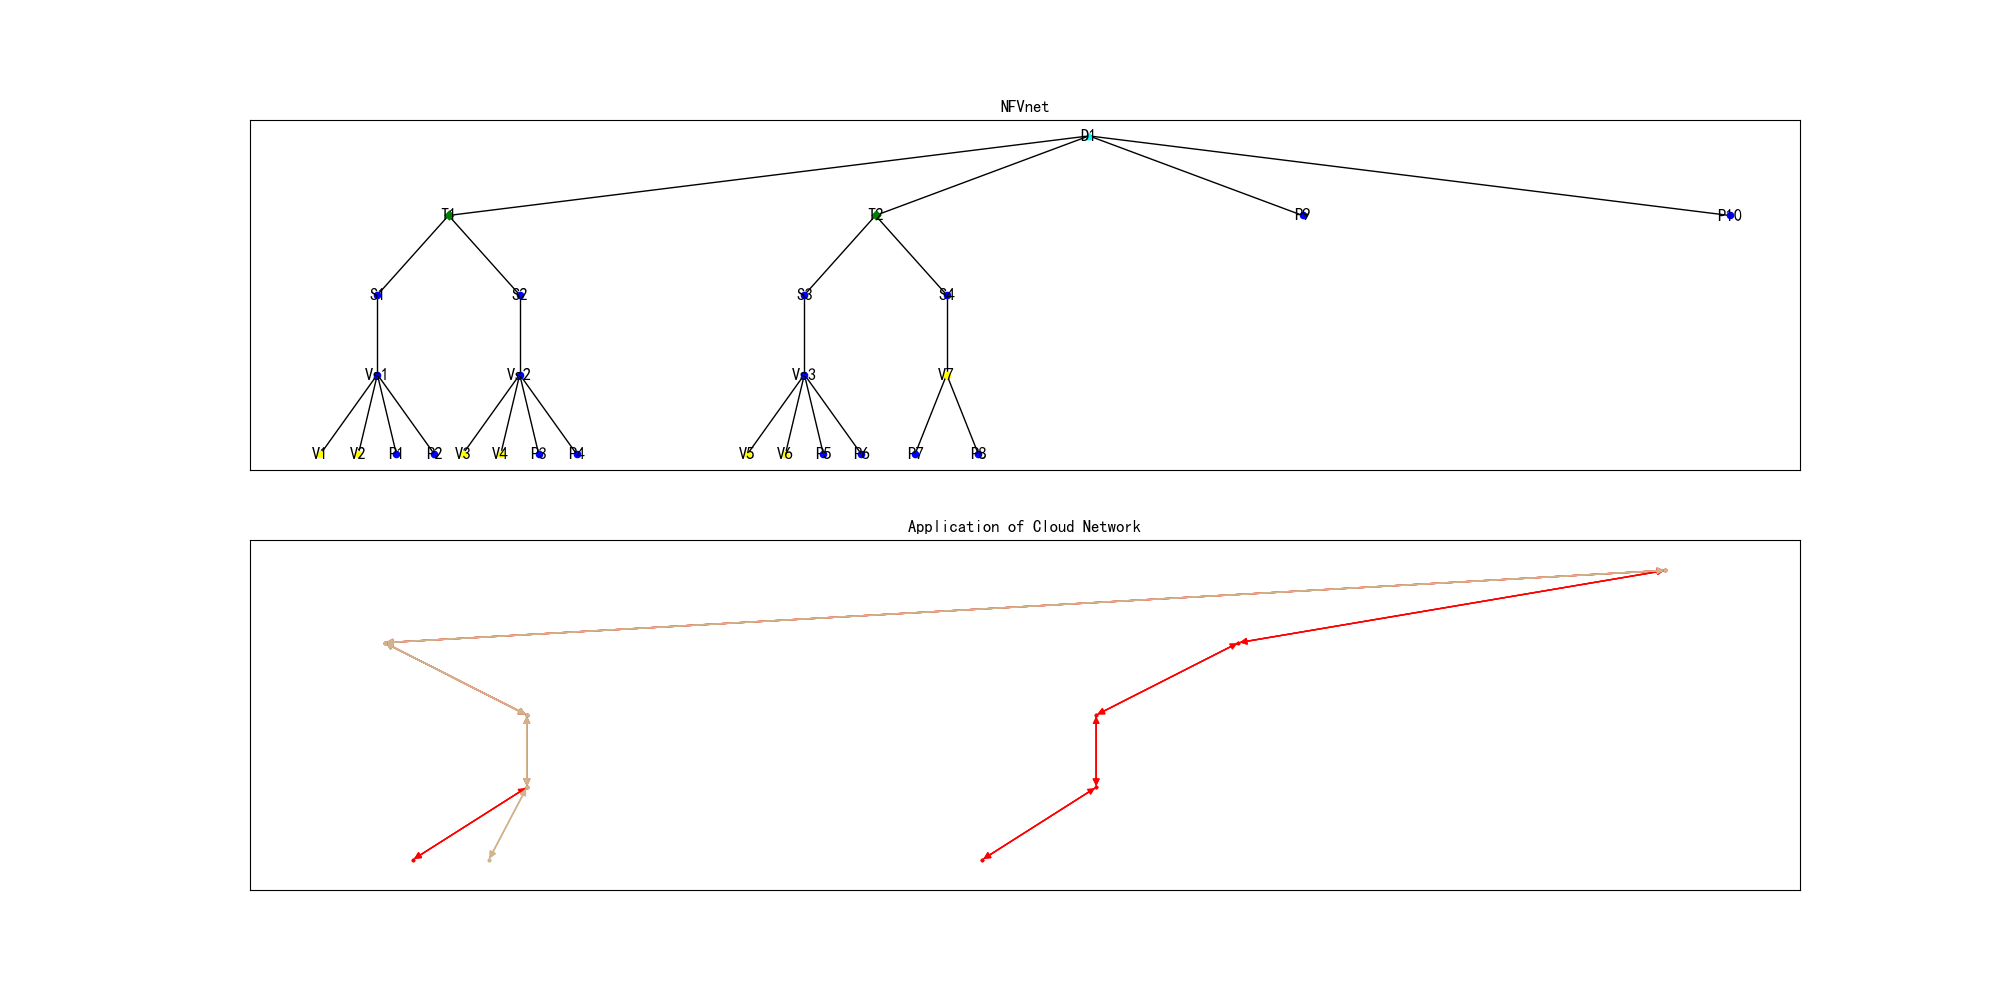 NFVnet
D1
T1 T2 P9 P10
S1 S2 S3 S4
Vs1 Vs2 Vs3 V7
V1 V2 P1 P2 V3 V4 P3 P4 V5 V6 P5 P6 P7 P8
Application of Cloud Network